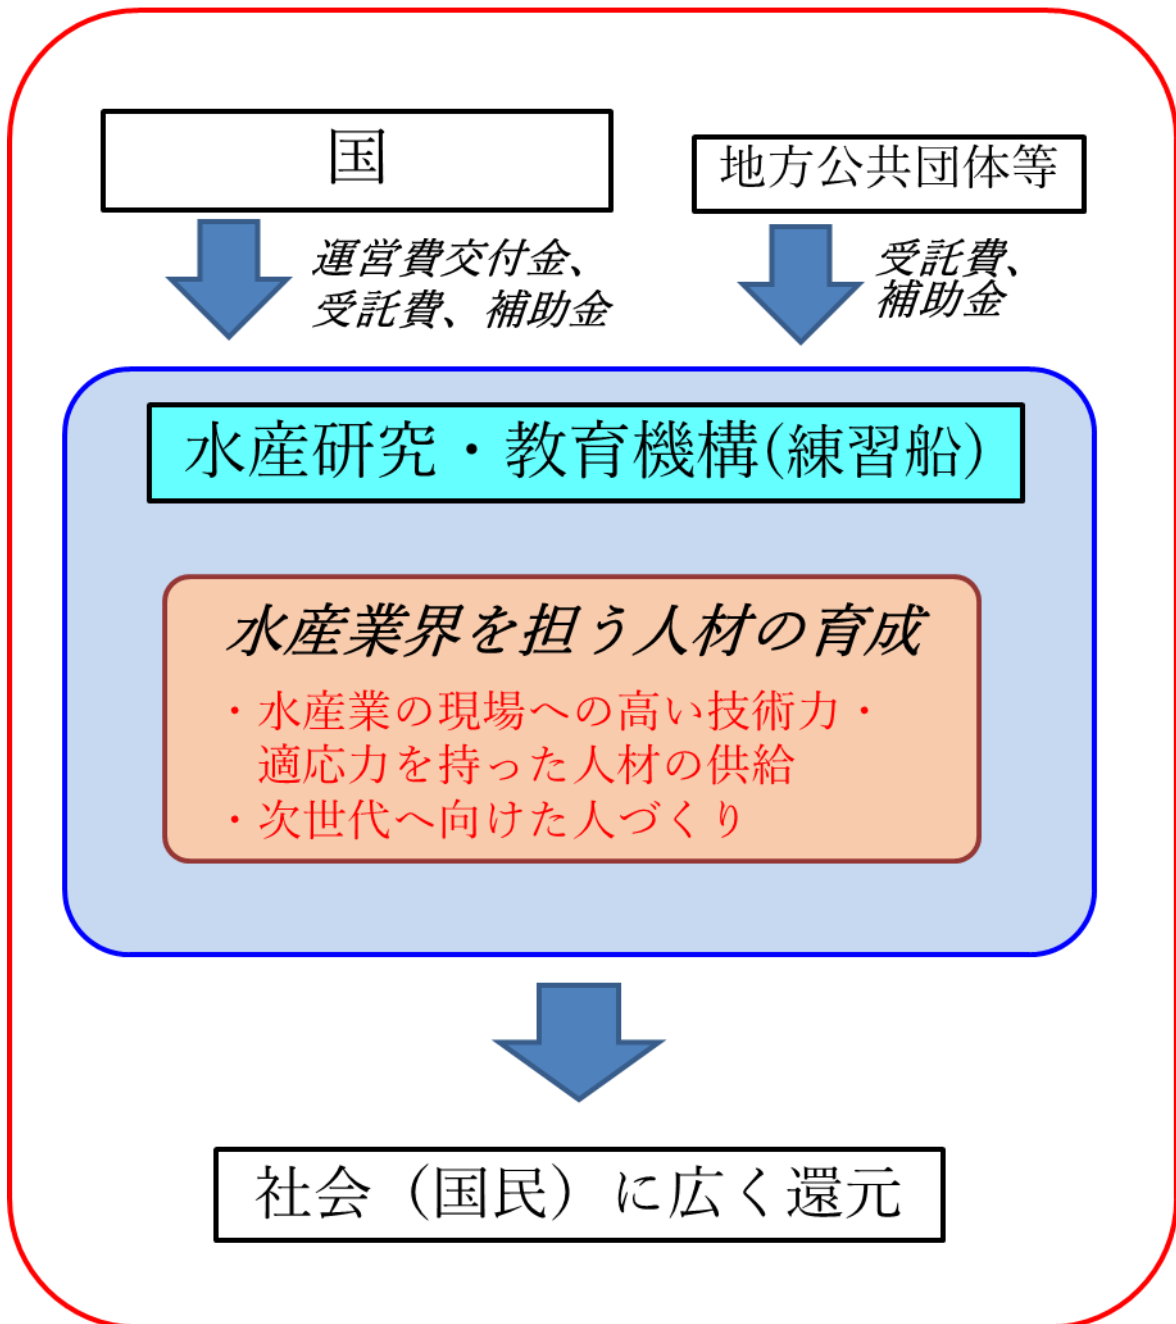 国
地方公共団体等
運営費交付金、
受託費、補助金
受託費、
補助金
水産研究・教育機構(練習船)
水産業界を担う人材の育成
・水産業の現場への高い技術力・
適応力を持った人材の供給
・次世代へ向けた人づくり
社会（国民）に広く還元